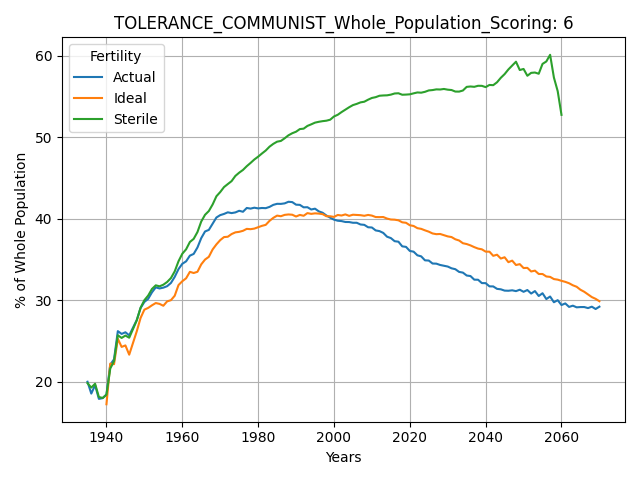 TOLERANCE_COMMUNIST_Whole_Population_Scoring: 6
Fertility
Actual
Ideal
Sterile
% of Whole Population
60
50
40
30
20
1940
1960
1980
2000
2020
2040
2060
Years